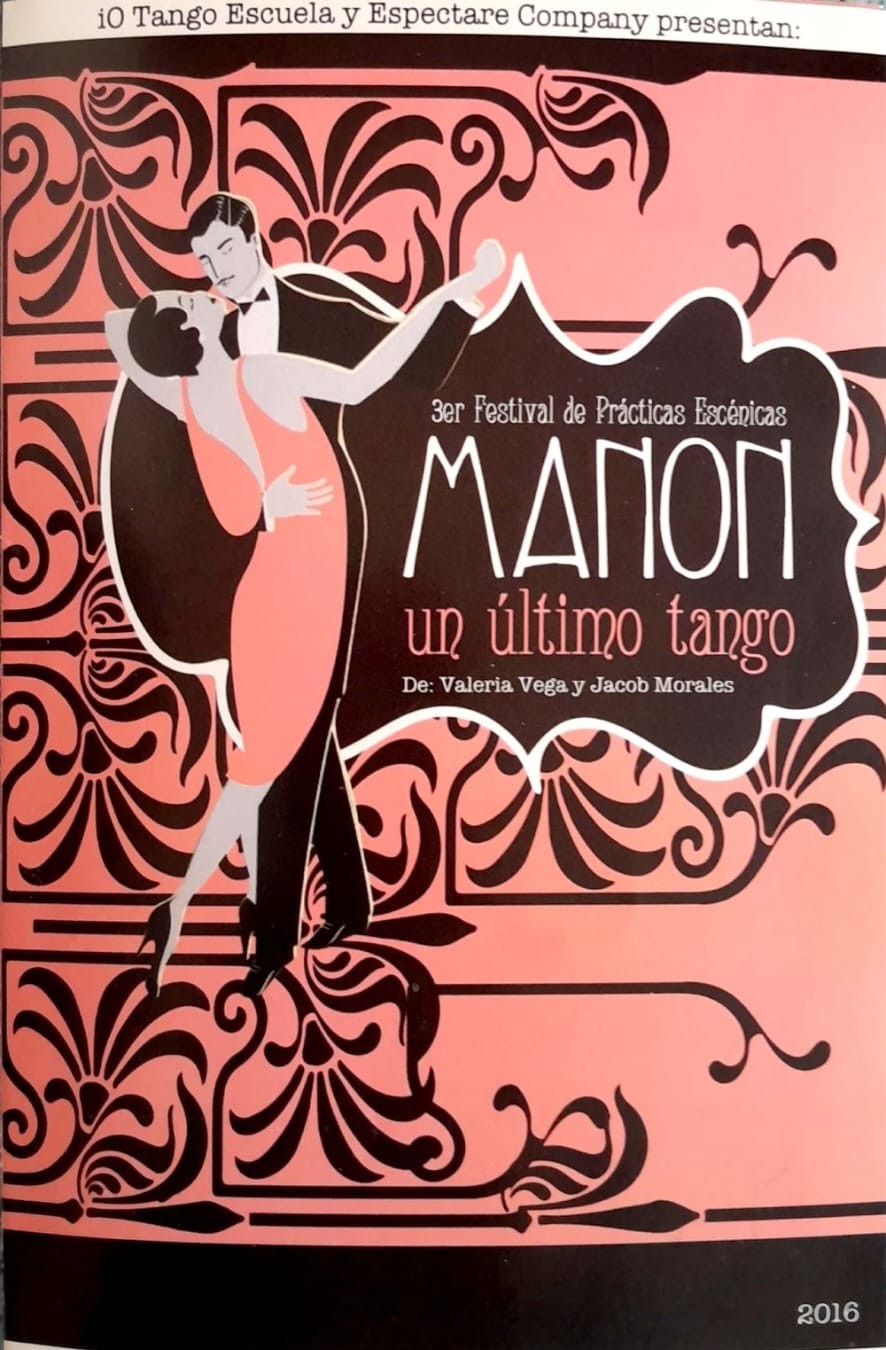 iO Tango Escuela y Espectare Company presentan:
3er Festival de Prácticas Escénicas
MANON
un último tango
De: Valeria Vega y Jacob Morales
2016